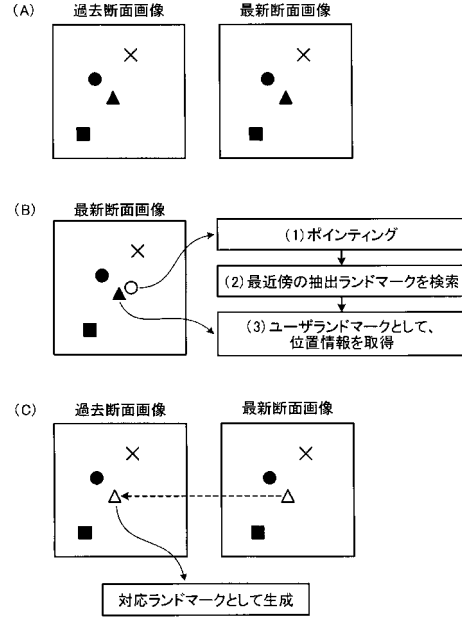 (A)
過去断面画像
最新断面画像
(B)
最新断面画像
(1)ポインティング
(2)最近傍の抽出ランドマークを検索
(3)ユーザランドマークとして、
位置情報を取得
(C)
過去断面画像
最新断面画像
対応ランドマークとして生成